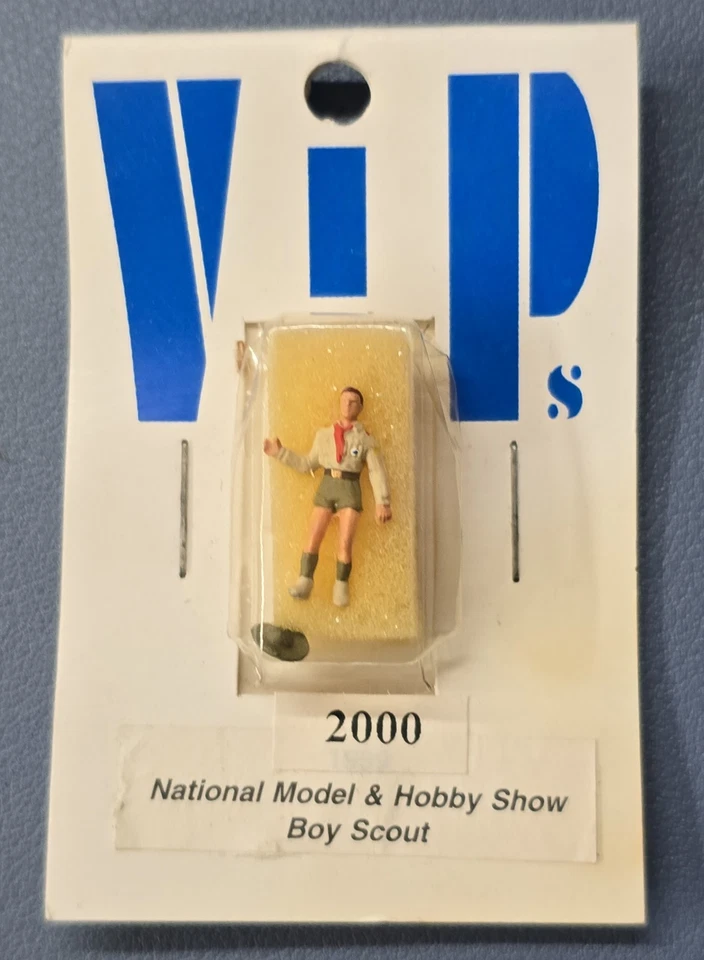 ViPs
2000
National Model & Hobby Show
Boy Scout